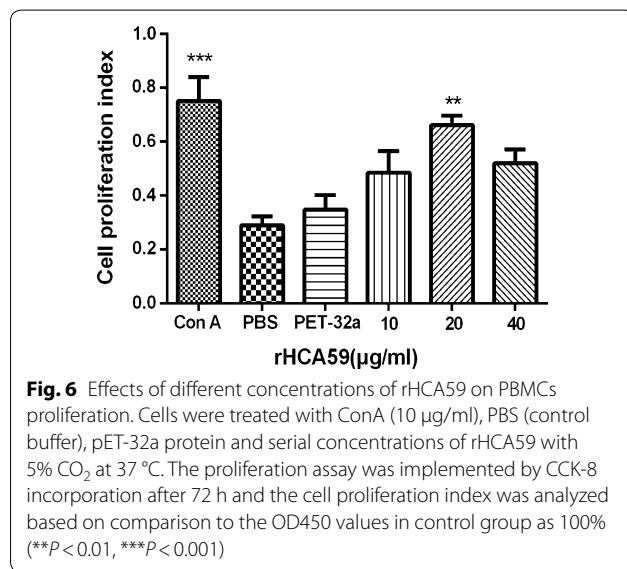 Cell proliferation index
1.0
0.8
0.6
0.4
0.2
0.0
***
**
Con A PBS PET-32a 10 20 40
rHCA59(μg/ml)
Fig. 6 Effects of different concentrations of rHCA59 on PBMCs
proliferation. Cells were treated with ConA (10 μg/ml), PBS (control
buffer), pET-32a protein and serial concentrations of rHCA59 with
5% CO₂ at 37 °C. The proliferation assay was implemented by CCK-8
incorporation after 72 h and the cell proliferation index was analyzed
based on comparison to the OD450 values in control group as 100%
(**P < 0.01, ***P < 0.001)